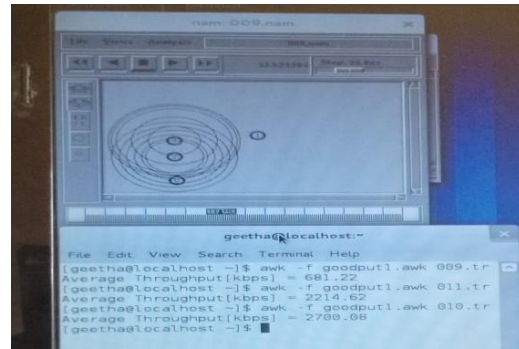 nam: 009.nam
File Views Analysis
009.nam
geetha@localhost:~
File Edit View Search Terminal Help
[geetha@localhost ~]$ awk -f goodput1.awk 009.tr
Average Throughput[kbps] = 681.22
[geetha@localhost ~]$ awk -f goodput1.awk 011.tr
Average Throughput[kbps] = 2214.62
[geetha@localhost ~]$ awk -f goodput1.awk 010.tr
Average Throughput[kbps] = 2700.08
[geetha@localhost ~]$